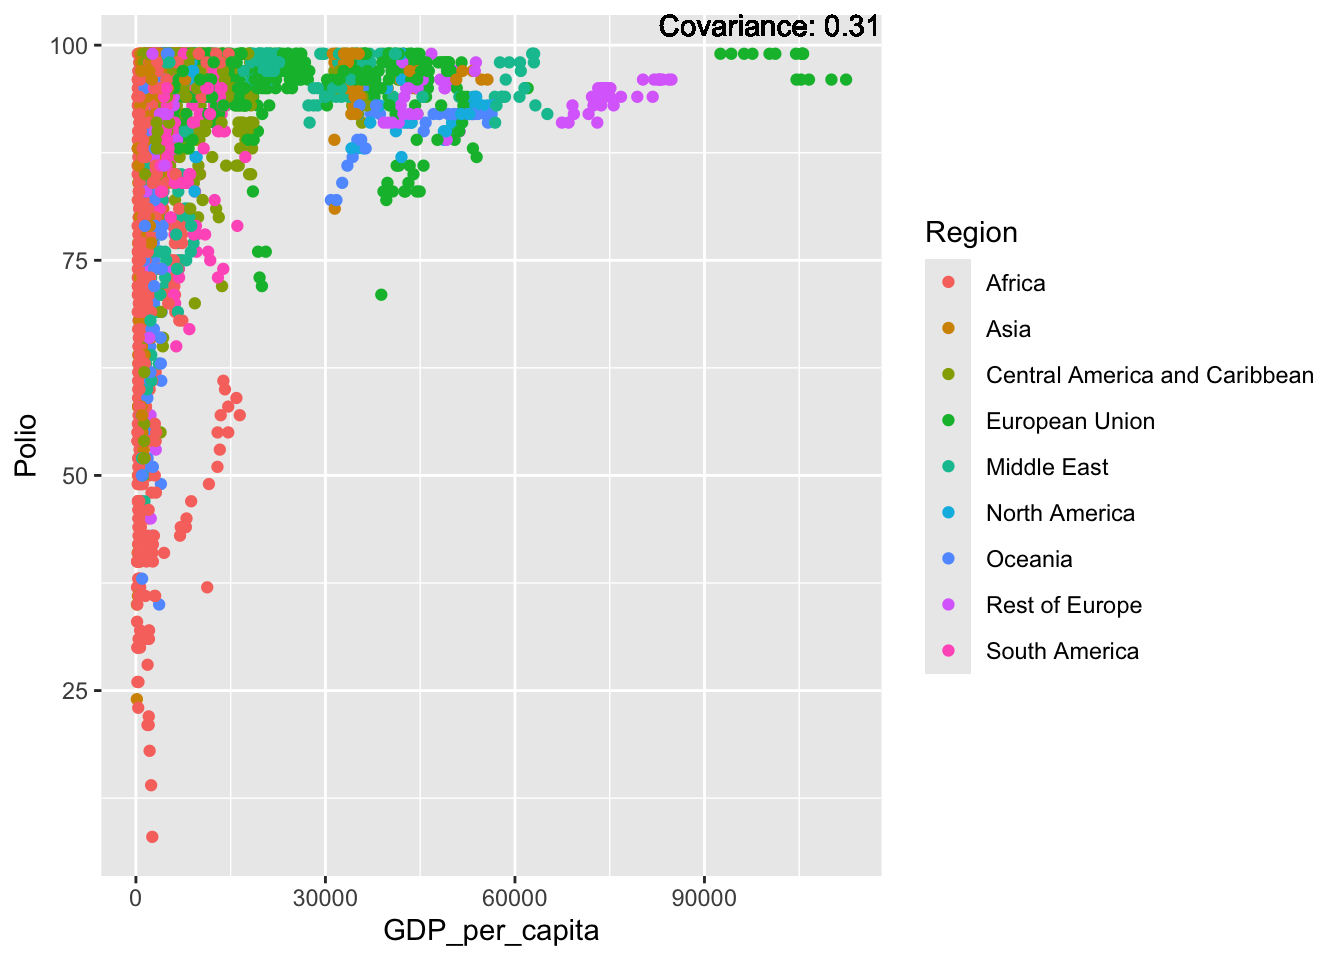 Covariance: 0.31
100
75
50
25
Polio
0
30000
60000
90000
GDP_per_capita
Region
Africa
Asia
Central America and Caribbean
European Union
Middle East
North America
Oceania
Rest of Europe
South America